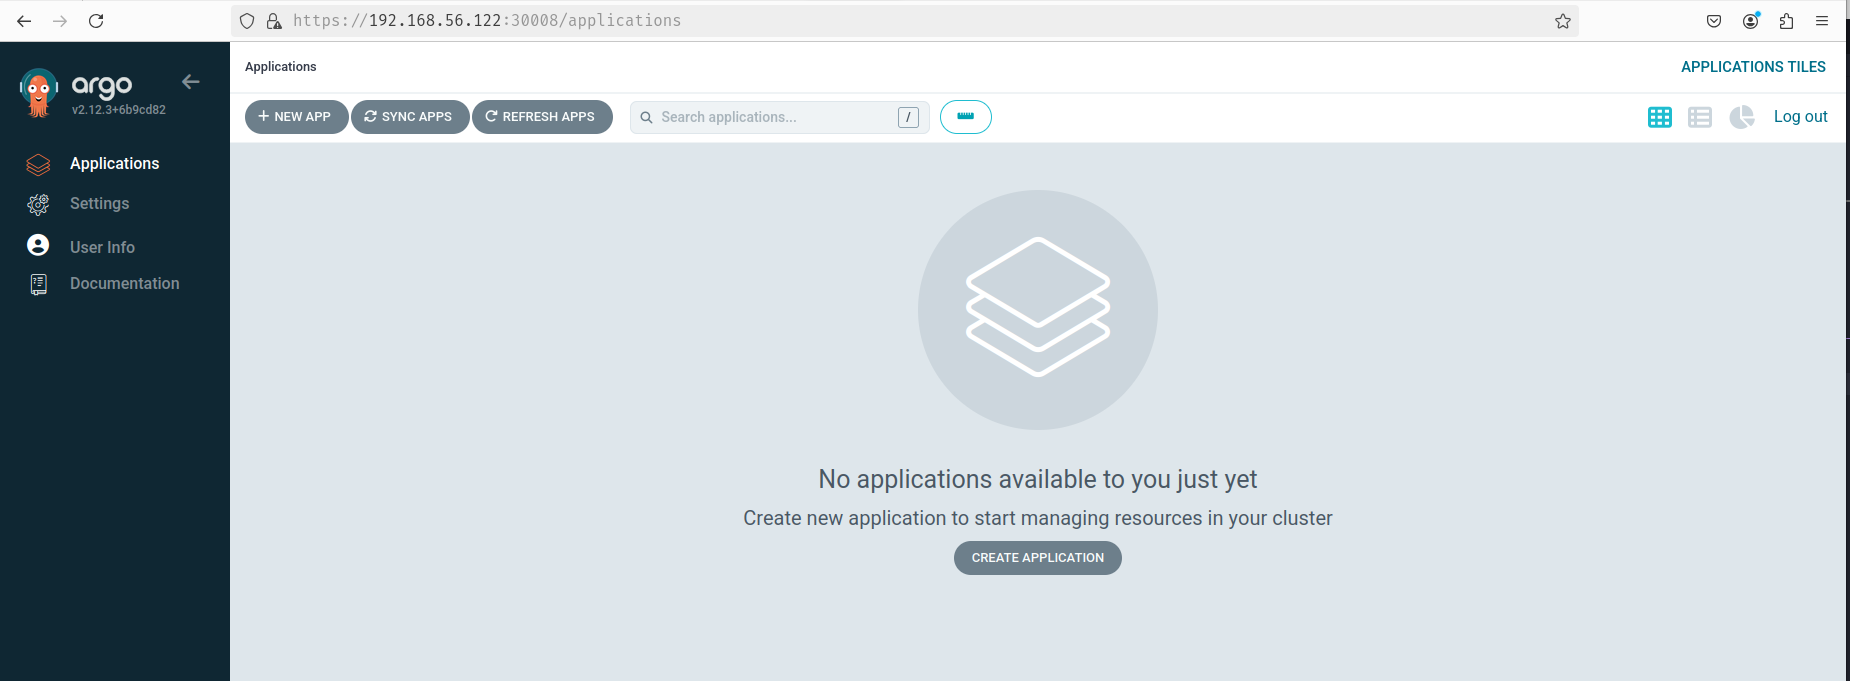 https://192.168.56.122:30008/applications
argo
v2.12.3+6b9cd82
Applications
Settings
User Info
Documentation
Applications
APPLICATIONS TILES
NEW APP
SYNC APPS
REFRESH APPS
Search applications...
/
Log out
No applications available to you just yet
Create new application to start managing resources in your cluster
CREATE APPLICATION